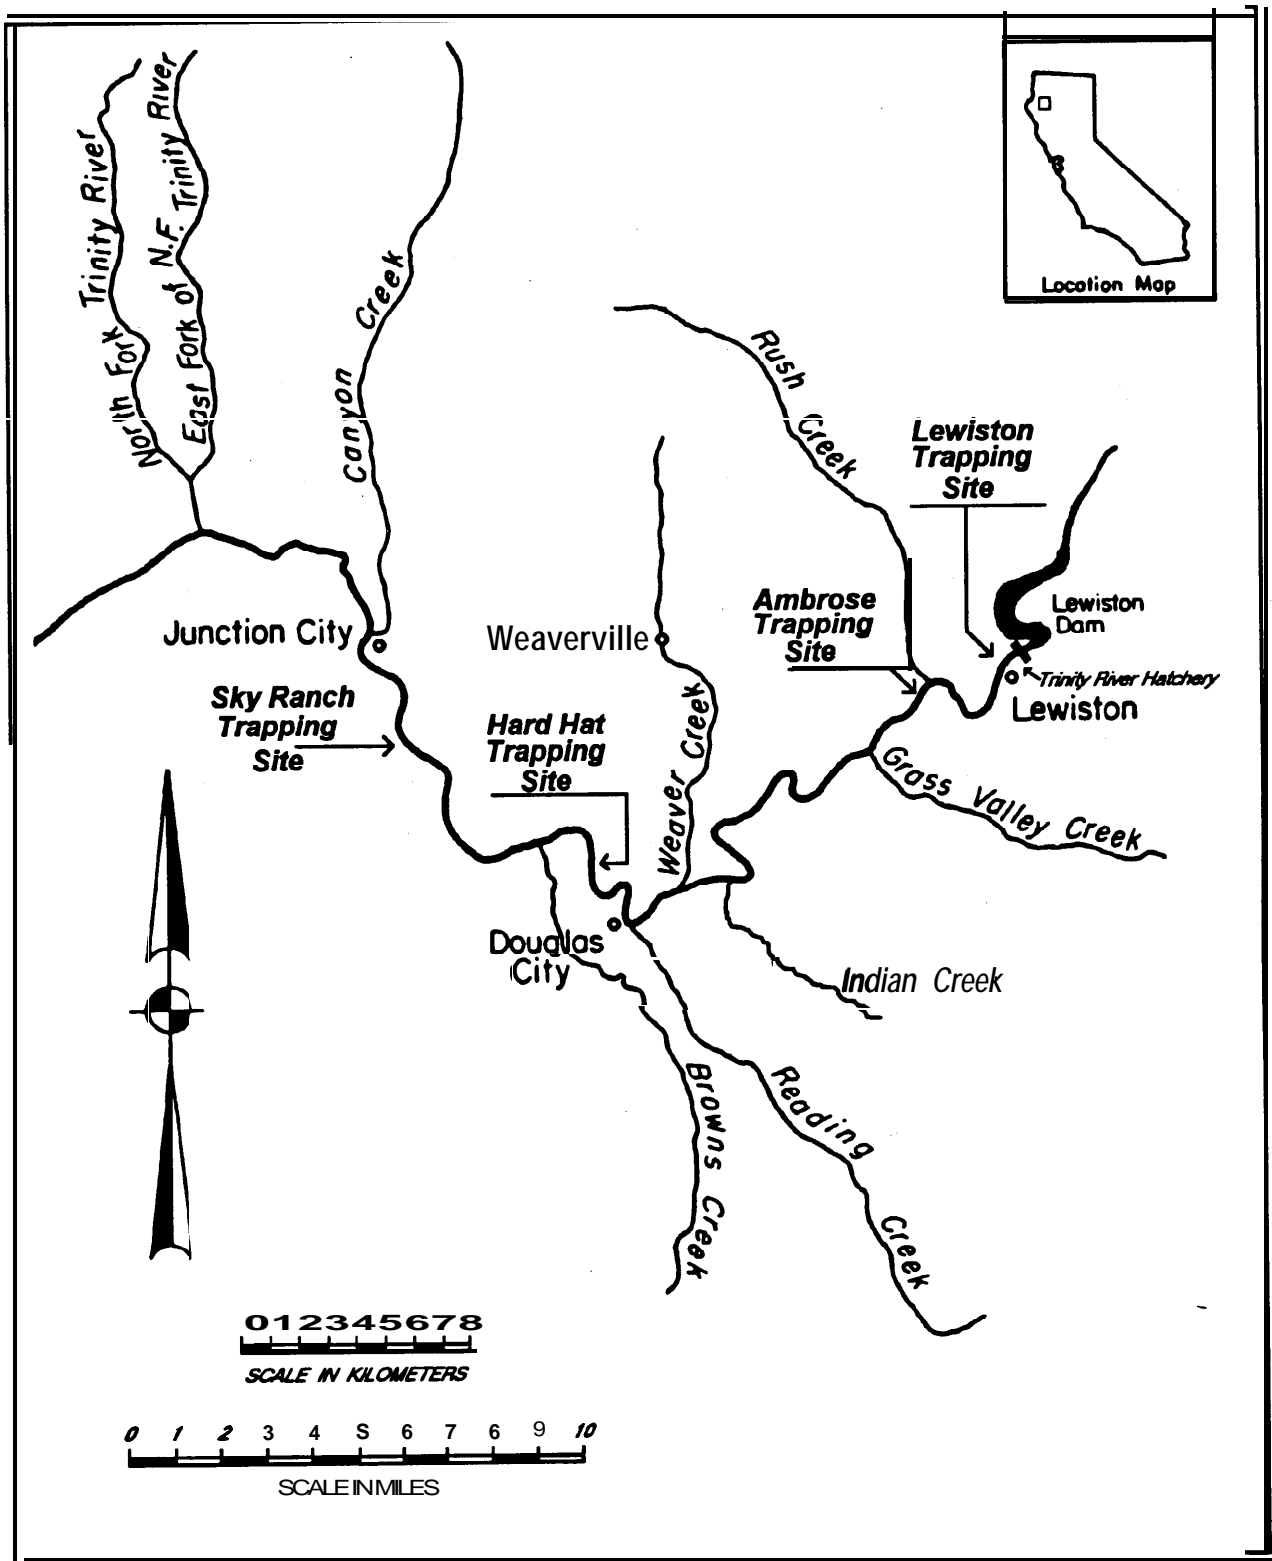 North Fork Trinity River
East Fork of N.F. Trinity River
Canyon Creek
Location Map
Rush Creek
Lewiston
Trapping
Site
Ambrose
Trapping
Site
Lewiston
Dam
Trinity River Hatchery
Lewiston
Junction City
Weaverville
Sky Ranch
Trapping
Site
Hard Hat
Trapping
Site
Weaver Creek
Grass Valley Creek
Douglas
City
Indian Creek
Browns Creek
Reading Creek
012345678
SCALE IN KILOMETERS
0 1 2 3 4 S 6 7 6 9 10
SCALE IN MILES